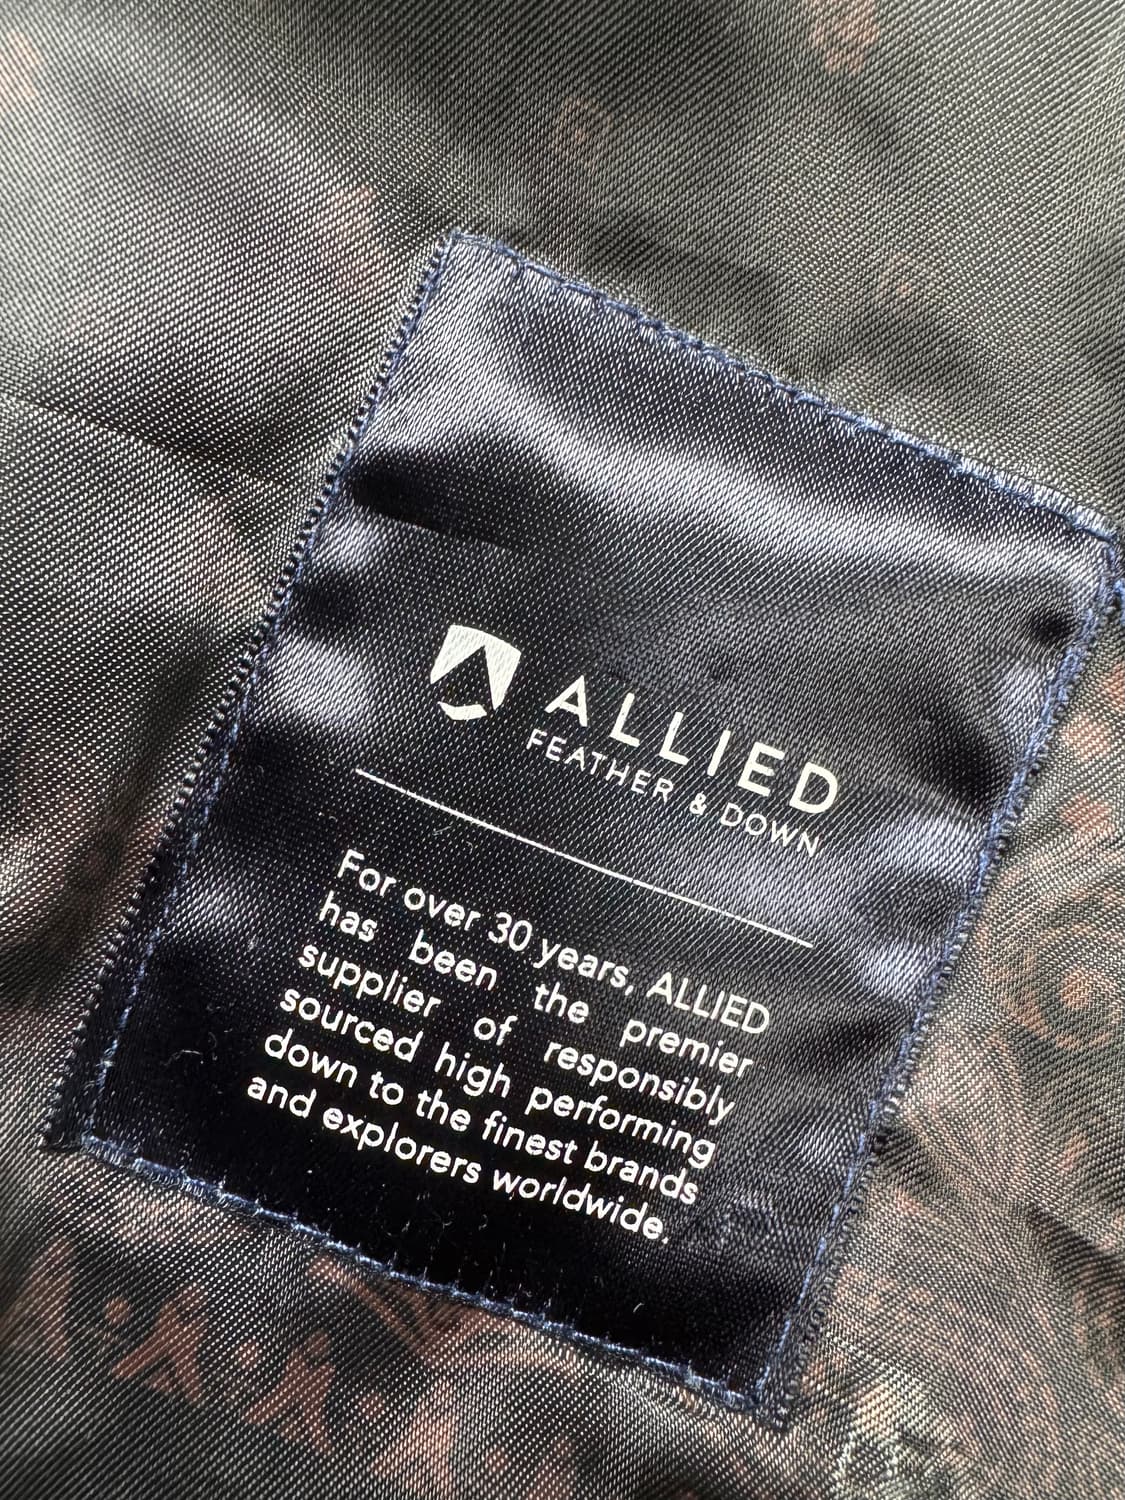 ALLIED
FEATHER & DOWN
For over 30 years, ALLIED
has been the premier
supplier of responsibly
sourced high performing
down to the finest brands
and explorers worldwide.